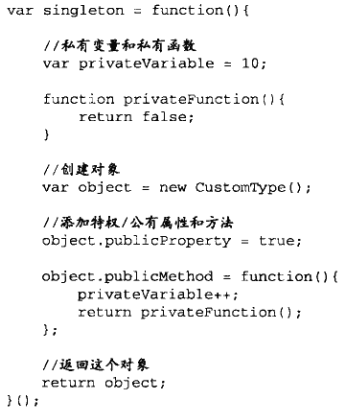 var singleton = function(){
//私有变量和私有函数
var privateVariable = 10;
function privateFunction(){
return false;
}
//创建对象
var object = new CustomType();
//添加特权/公有属性和方法
object.publicProperty = true;
object.publicMethod = function(){
privateVariable++;
return privateFunction();
};
//返回这个对象
return object;
}();